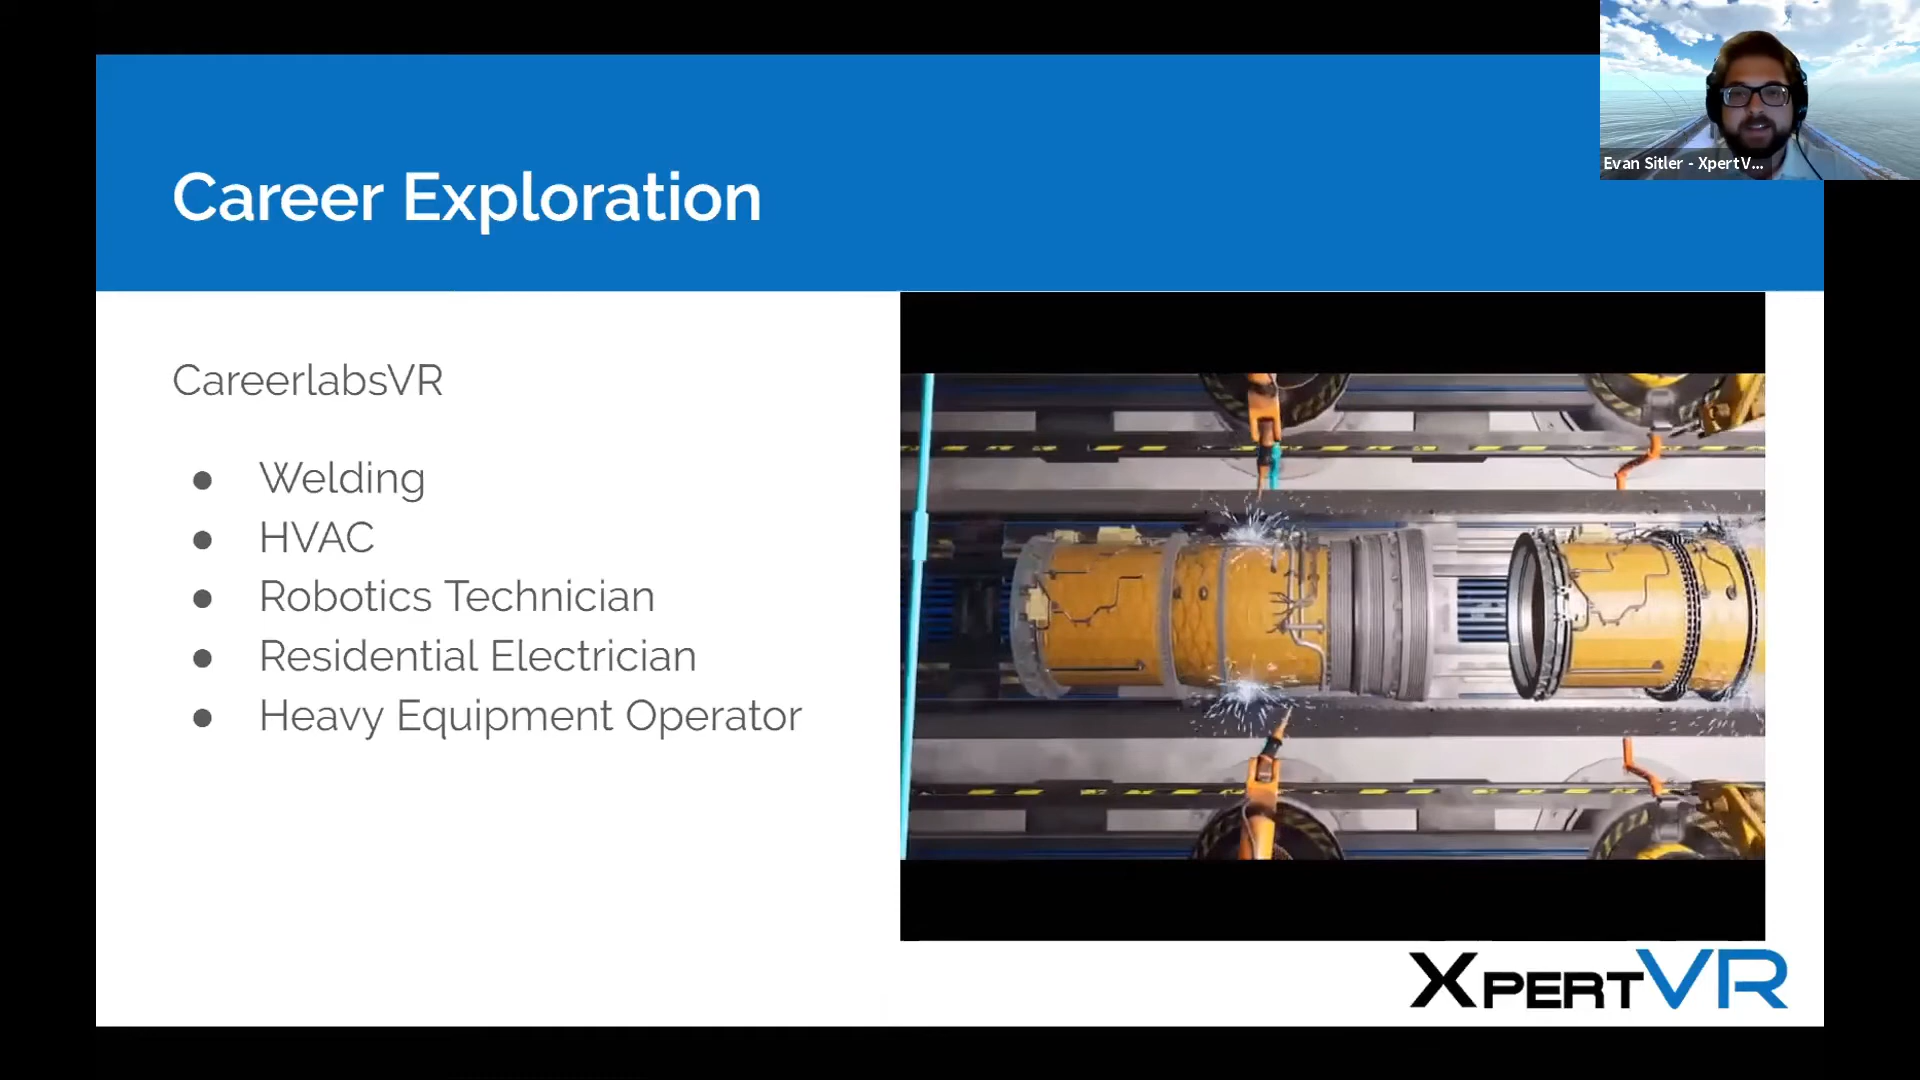 Evan Sitler - XpertV...
Career Exploration
CareerlabsVR
● Welding
● HVAC
● Robotics Technician
● Residential Electrician
● Heavy Equipment Operator
XPERTVR